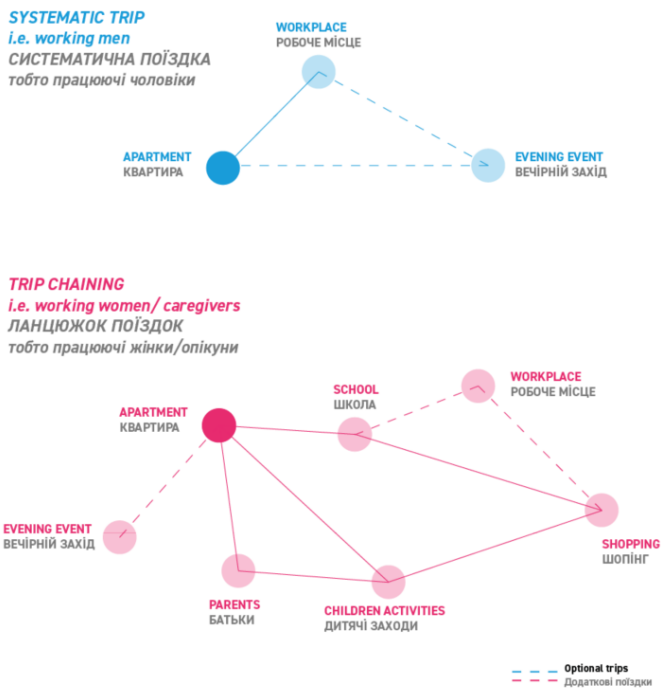 SYSTEMATIC TRIP
i.e. working men
СИСТЕМАТИЧНА ПОЇЗДКА
тобто працюючі чоловіки
WORKPLACE
РОБОЧЕ МІСЦЕ
APARTMENT
КВАРТИРА
EVENING EVENT
ВЕЧІРНІЙ ЗАХІД
TRIP CHAINING
i.e. working women/ caregivers
ЛАНЦЮЖОК ПОЇЗДОК
тобто працюючі жінки/опікуни
WORKPLACE
РОБОЧЕ МІСЦЕ
SCHOOL
ШКОЛА
APARTMENT
КВАРТИРА
EVENING EVENT
ВЕЧІРНІЙ ЗАХІД
SHOPPING
ШОПІНГ
PARENTS
БАТЬКИ
CHILDREN ACTIVITIES
ДИТЯЧІ ЗАХОДИ
Optional trips
Додаткові поїздки